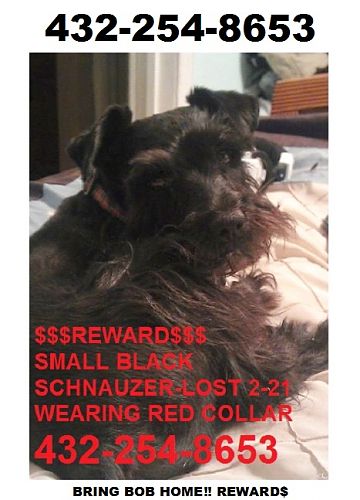 432-254-8653
$$$REWARD$$$
SMALL BLACK
SCHNAUZER-LOST 2-21
WEARING RED COLLAR
432-254-8653
BRING BOB HOME!! REWARD$